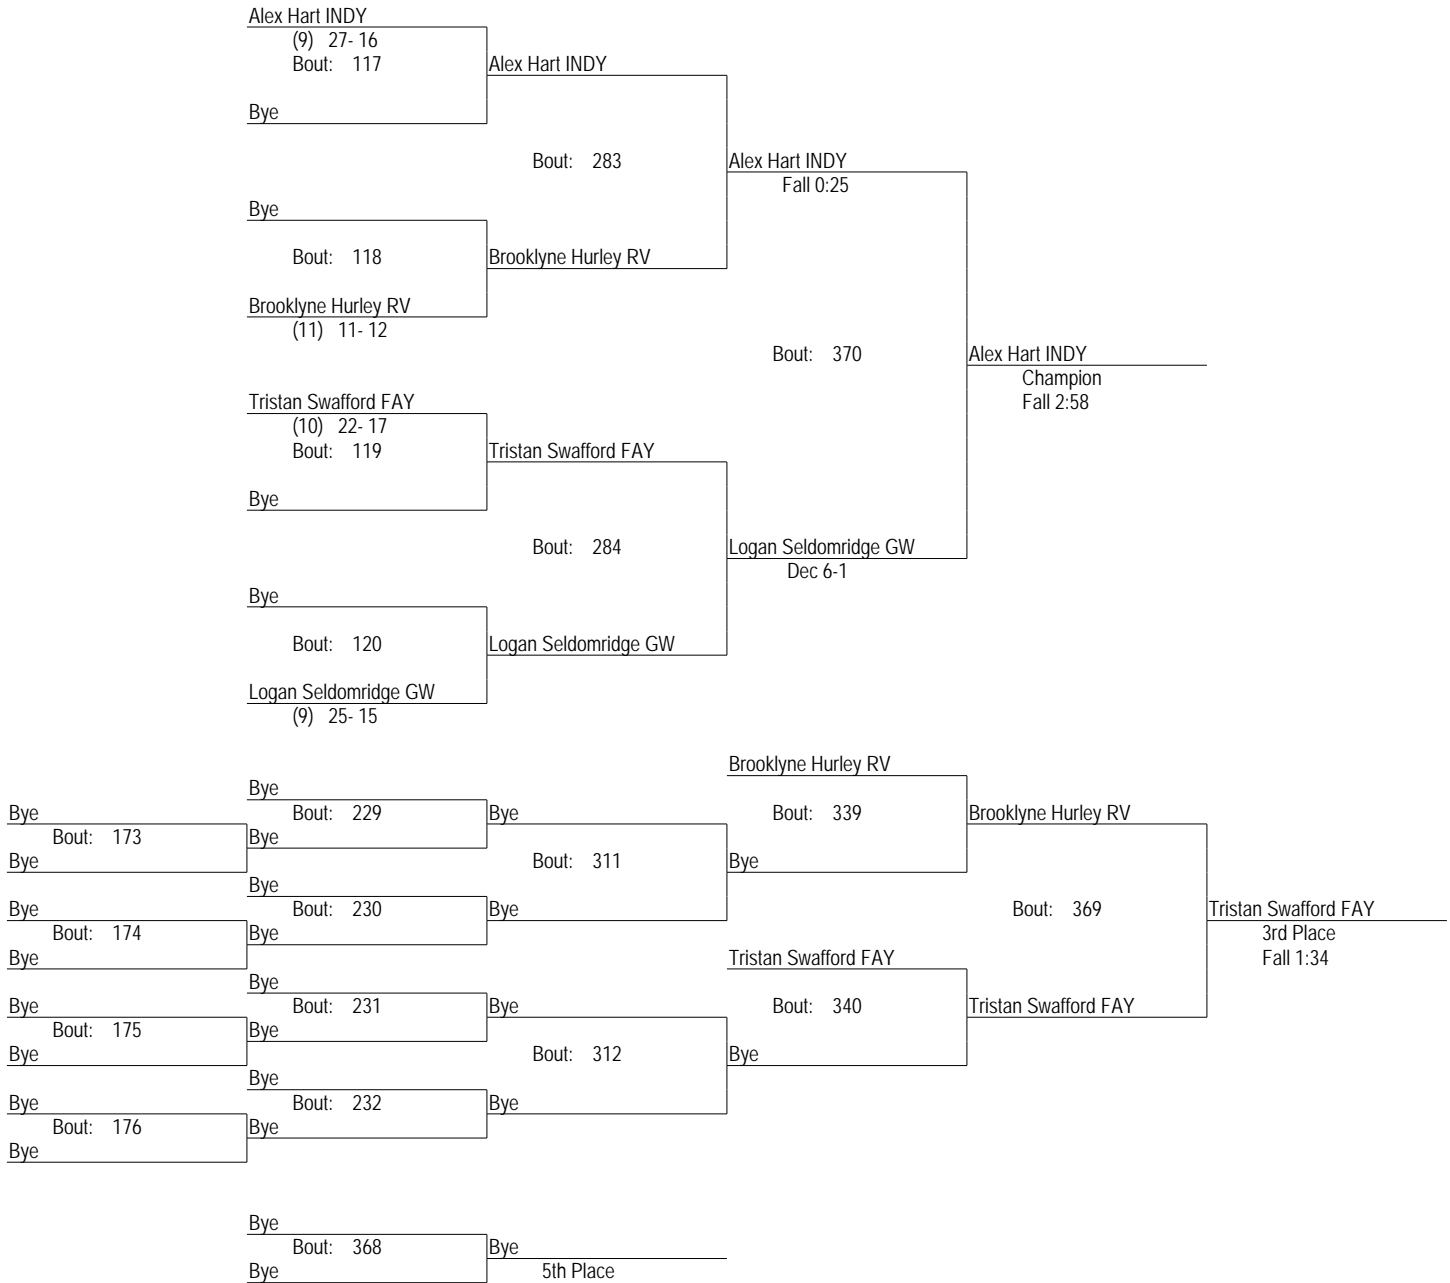 Alex Hart INDY
(9) 27- 16
Bout: 117
Alex Hart INDY
Bye
Bout: 283
Alex Hart INDY
Fall 0:25
Bye
Bout: 118
Brooklyne Hurley RV
Brooklyne Hurley RV
(11) 11- 12
Bout: 370
Alex Hart INDY
Champion
Fall 2:58
Tristan Swafford FAY
(10) 22- 17
Bout: 119
Tristan Swafford FAY
Bye
Bout: 284
Logan Seldomridge GW
Dec 6-1
Bye
Bout: 120
Logan Seldomridge GW
Logan Seldomridge GW
(9) 25- 15
Brooklyne Hurley RV
Bye
Bye
Bout: 229
Bye
Bout: 339
Brooklyne Hurley RV
Bout: 173
Bye
Bye
Bout: 311
Bye
Bye
Bye
Bout: 230
Bye
Bout: 369
Tristan Swafford FAY
Bout: 174
Bye
3rd Place
Bye
Tristan Swafford FAY
Fall 1:34
Bye
Bye
Bout: 231
Bye
Bout: 340
Tristan Swafford FAY
Bout: 175
Bye
Bye
Bout: 312
Bye
Bye
Bye
Bout: 232
Bye
Bout: 176
Bye
Bye
Bye
Bout: 368
Bye
Bye
5th Place